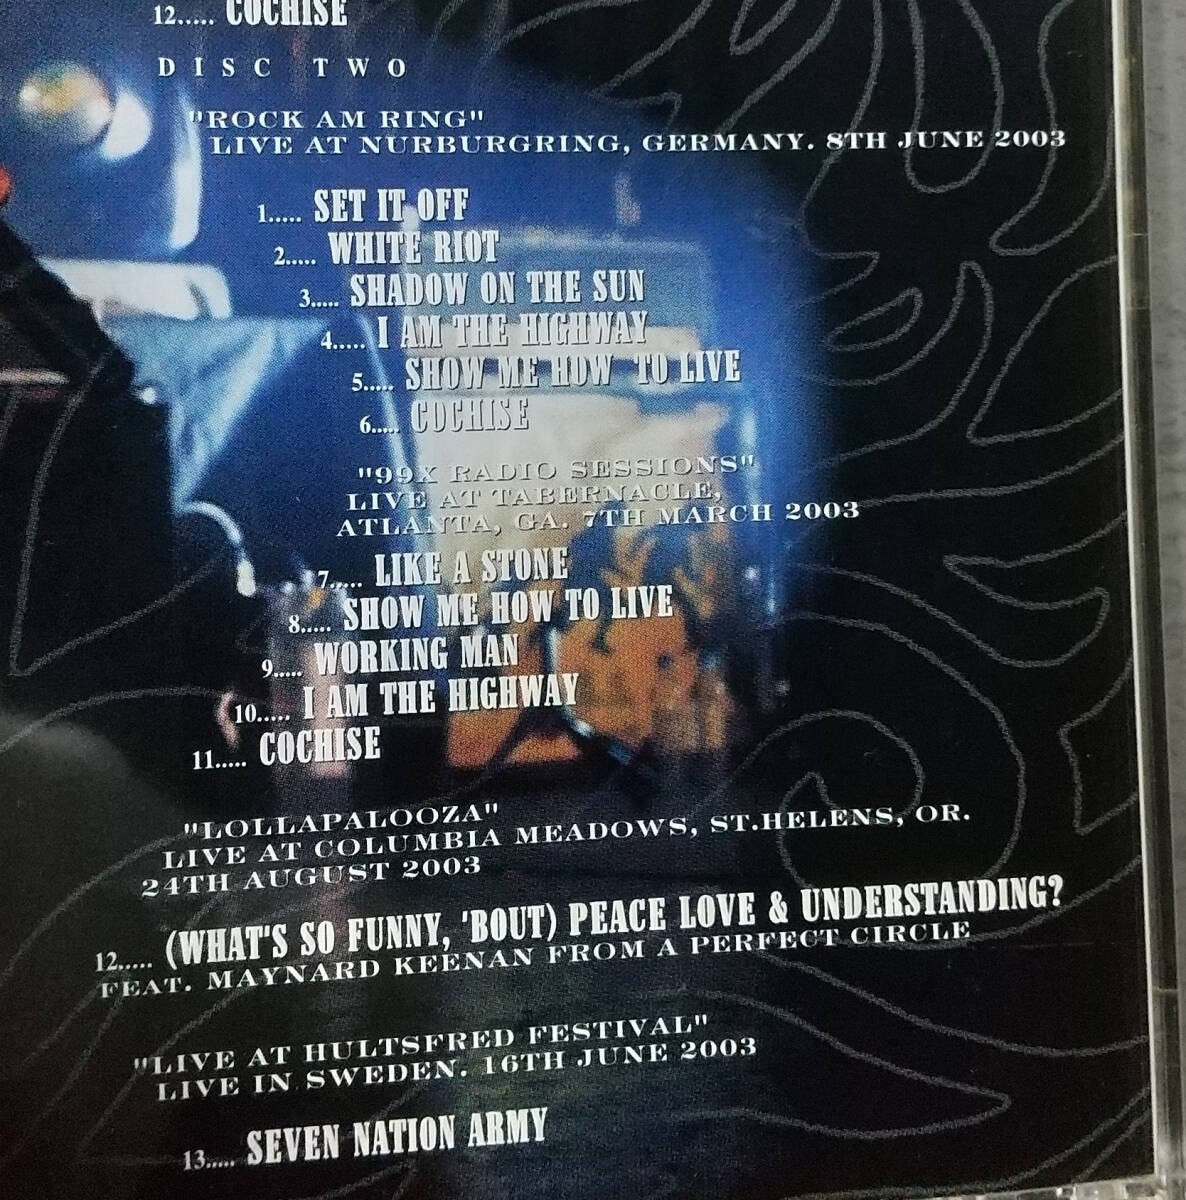 12..... COCHISE
DISC TWO
"ROCK AM RING"
LIVE AT NURBURGRING, GERMANY. 8TH JUNE 2003
1..... SET IT OFF
2..... WHITE RIOT
3..... SHADOW ON THE SUN
4..... I AM THE HIGHWAY
5..... SHOW ME HOW TO LIVE
6..... COCHISE
"99X RADIO SESSIONS"
LIVE AT TABERNACLE,
ATLANTA, GA. 7TH MARCH 2003
7..... LIKE A STONE
8..... SHOW ME HOW TO LIVE
9..... WORKING MAN
10..... I AM THE HIGHWAY
11..... COCHISE
"LOLLAPALOOZA"
LIVE AT COLUMBIA MEADOWS, ST.HELENS, OR.
24TH AUGUST 2003
12..... (WHAT'S SO FUNNY, 'BOUT) PEACE LOVE & UNDERSTANDING?
FEAT. MAYNARD KEENAN FROM A PERFECT CIRCLE
"LIVE AT HULTSFRED FESTIVAL"
LIVE IN SWEDEN. 16TH JUNE 2003
13..... SEVEN NATION ARMY